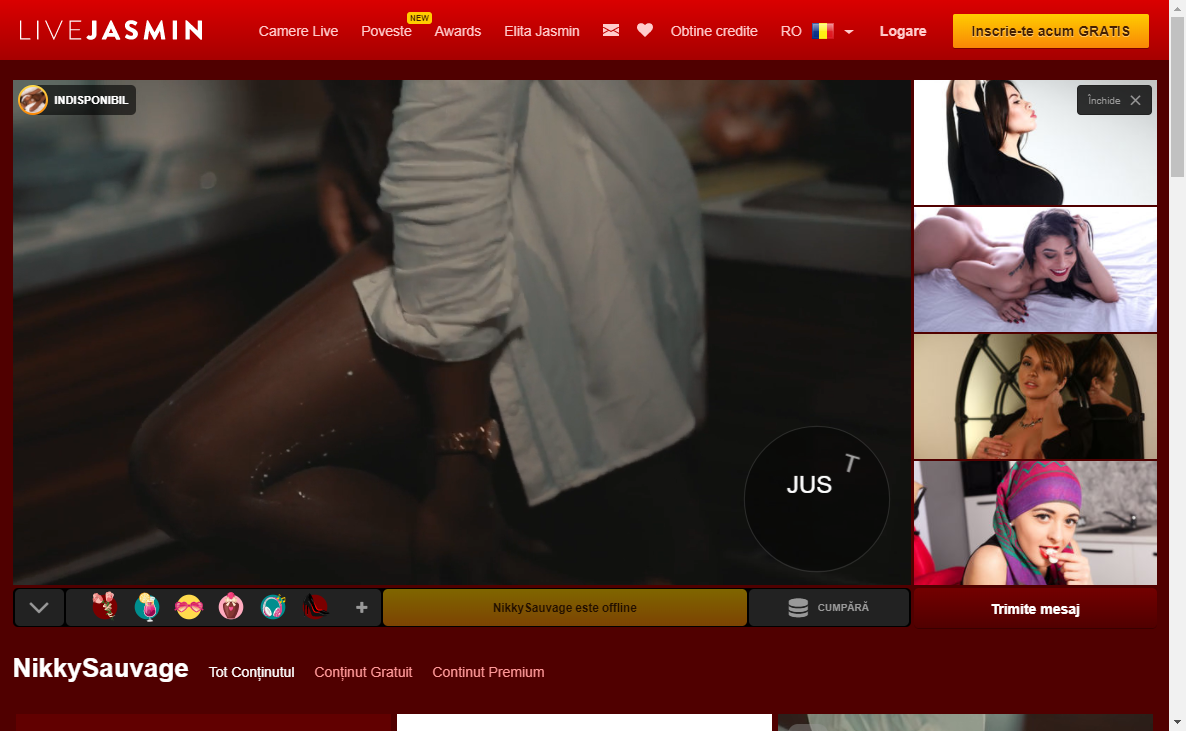 LIVEJASMIN
Camere Live
Poveste
NEW
Awards
Elita Jasmin
Obtine credite
RO
Logare
Inscrie-te acum GRATIS
INDISPONIBIL
Închide
JUS
T
NikkySauvage este offline
CUMPĂRĂ
Trimite mesaj
NikkySauvage
Tot Conținutul
Conținut Gratuit
Continut Premium